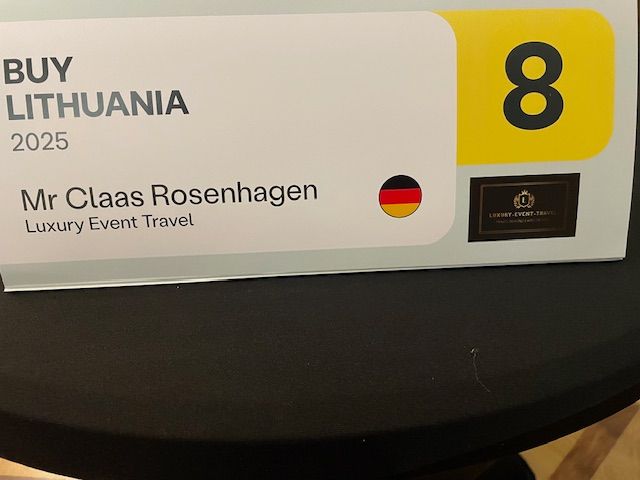 BUY
LITHUANIA
2025
8
Mr Claas Rosenhagen
Luxury Event Travel
L
LUXURY-EVENT-TRAVEL